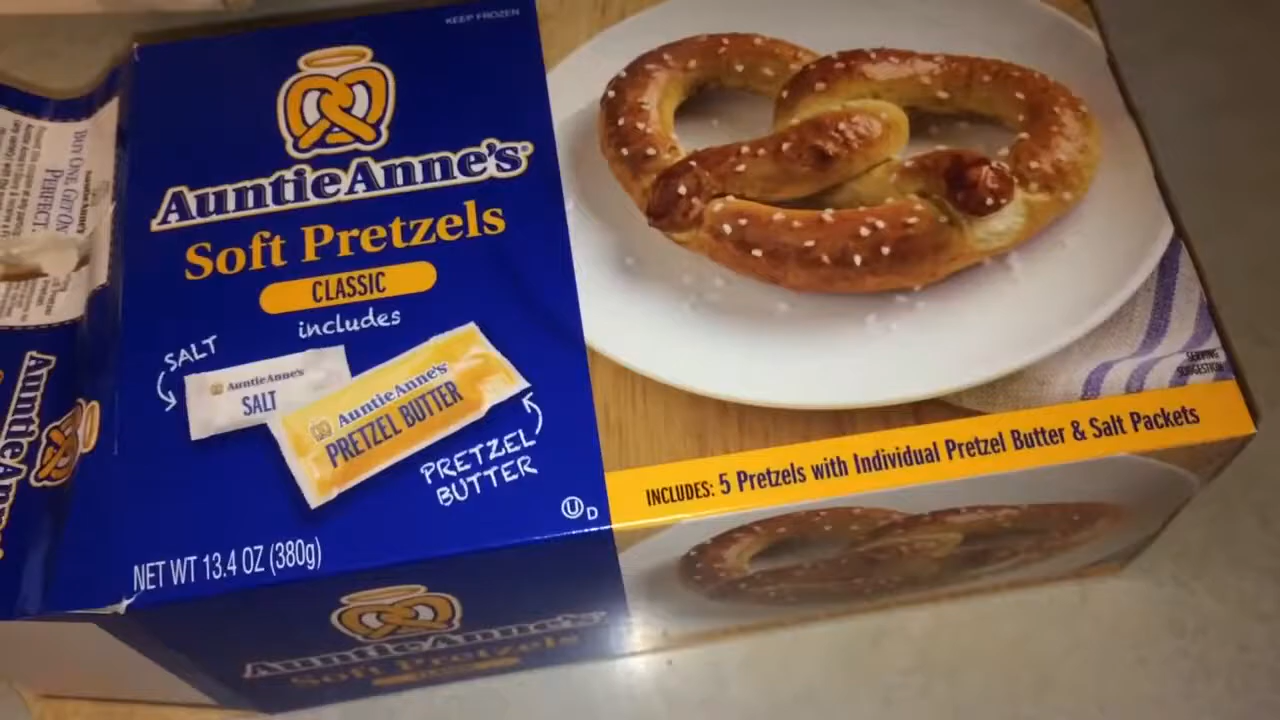 KEEP FROZEN
AuntieAnne's
Soft Pretzels
CLASSIC
includes
SALT
AuntieAnne's
SALT
AuntieAnne's
PRETZEL BUTTER
PRETZEL
BUTTER
U D
NET WT 13.4 OZ (380g)
SERVING
SUGGESTION
INCLUDES: 5 Pretzels with Individual Pretzel Butter & Salt Packets
AuntieAnne's
Soft Pretzels
BUY ONE, GET ON
PERFECT
AuntieAn